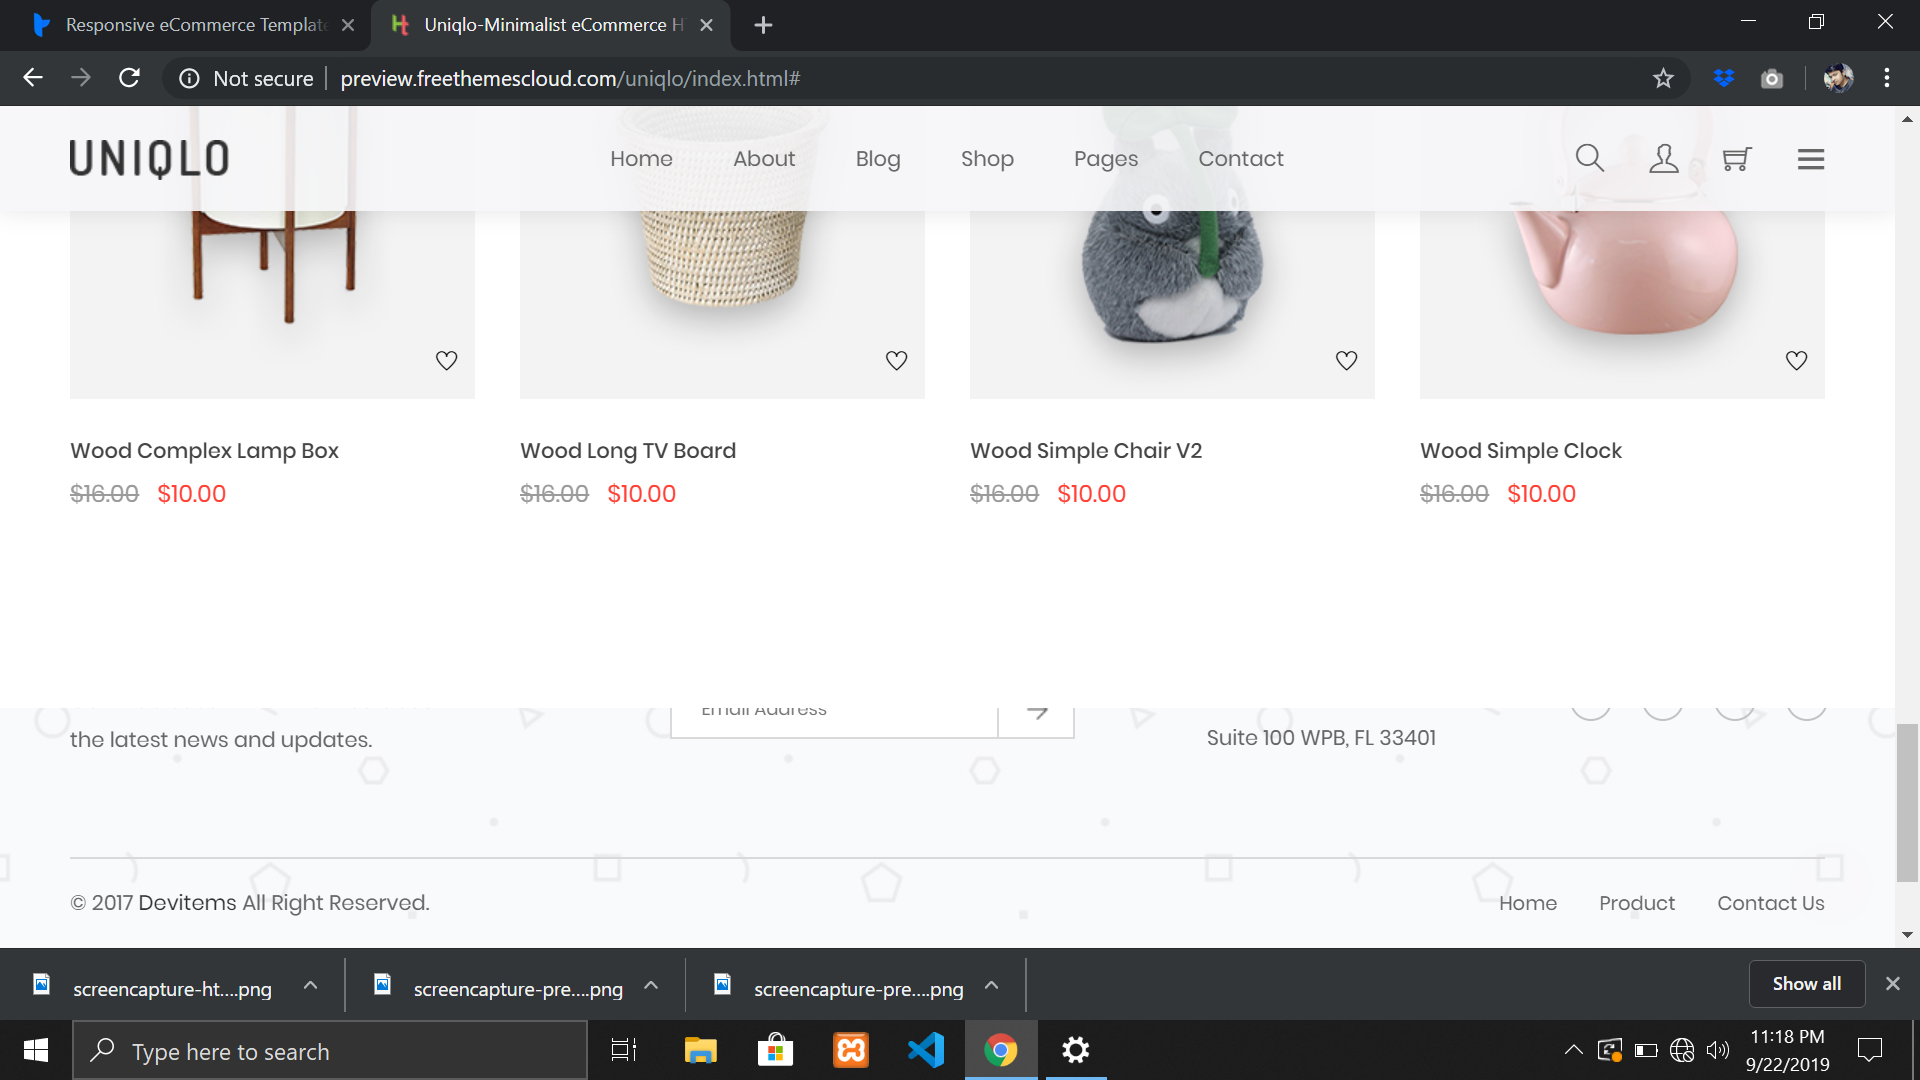 Responsive eCommerce Template
Uniqlo-Minimalist eCommerce H
Not secure
preview.freethemescloud.com/uniqlo/index.html#
UNIQLO
Home
About
Blog
Shop
Pages
Contact
Wood Complex Lamp Box
Wood Long TV Board
Wood Simple Chair V2
Wood Simple Clock
$16.00 $10.00
$16.00 $10.00
$16.00 $10.00
$16.00 $10.00
Email Address
the latest news and updates.
Suite 100 WPB, FL 33401
© 2017 Devitems All Right Reserved.
Home
Product
Contact Us
screencapture-ht....png
screencapture-pre....png
screencapture-pre....png
Show all
Type here to search
11:18 PM
9/22/2019